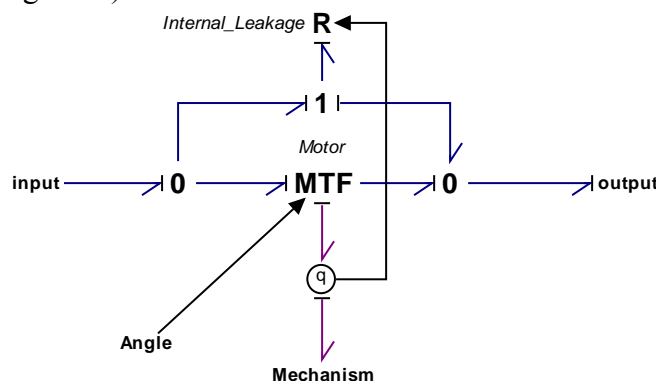 Internal_Leakage R
1
Motor
input 0 MTF 0 output
q
Angle
Mechanism